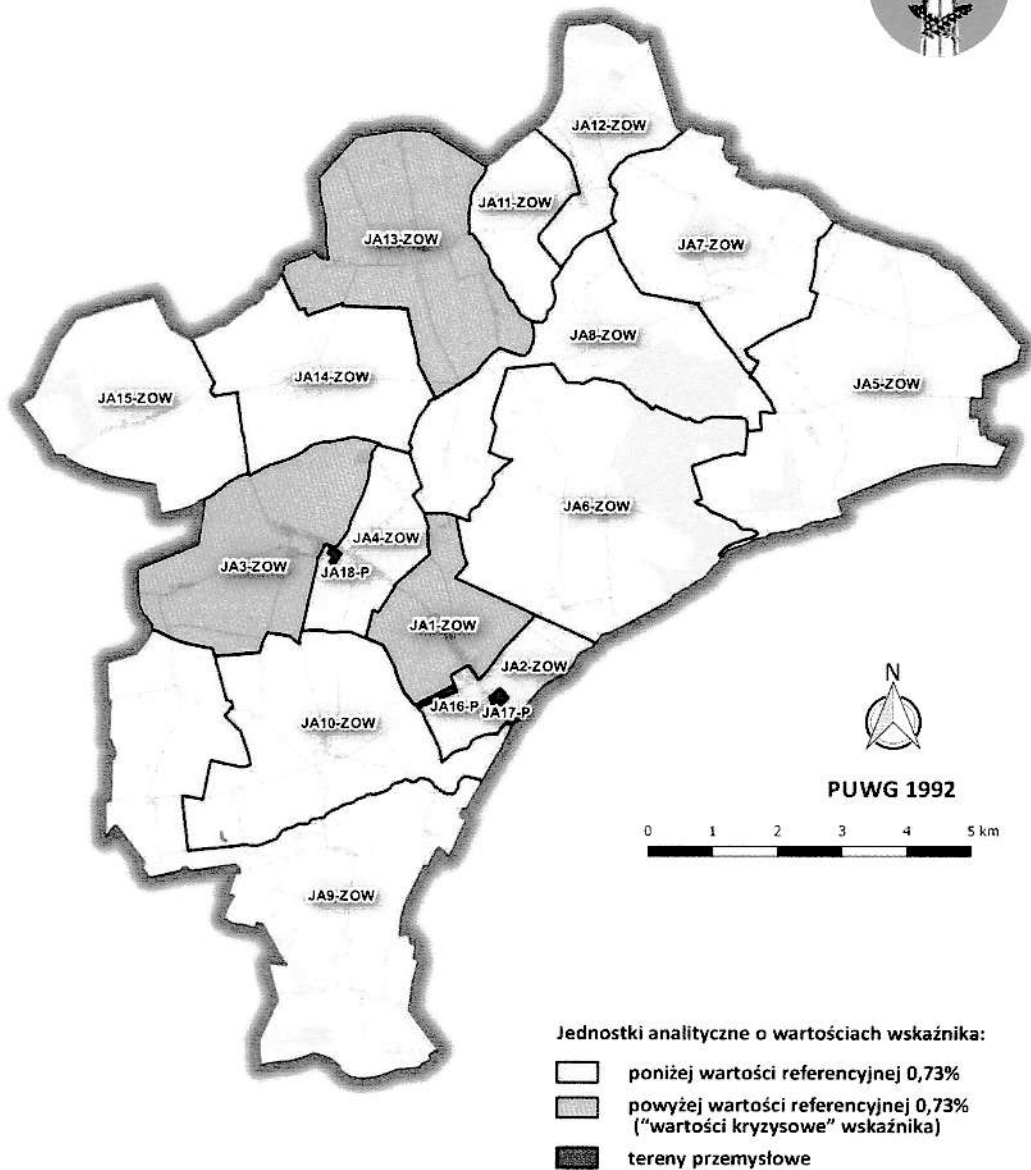 JA12-ZOW
JA11-ZOW
JA13-ZOW
JA7-ZOW
JA8-ZOW
JA14-ZOW
JA15-ZOW
JA5-ZOW
JA6-ZOW
JA4-ZOW
JA3-ZOW
JA18-P
JA1-ZOW
JA2-ZOW
JA16-P
JA17-P
JA10-ZOW
JA9-ZOW
N
PUWG 1992
0 1 2 3 4 5 km
Jednostki analityczne o wartościach wskaźnika:
poniżej wartości referencyjnej 0,73%
powyżej wartości referencyjnej 0,73%
("wartości kryzysowe" wskaźnika)
tereny przemysłowe